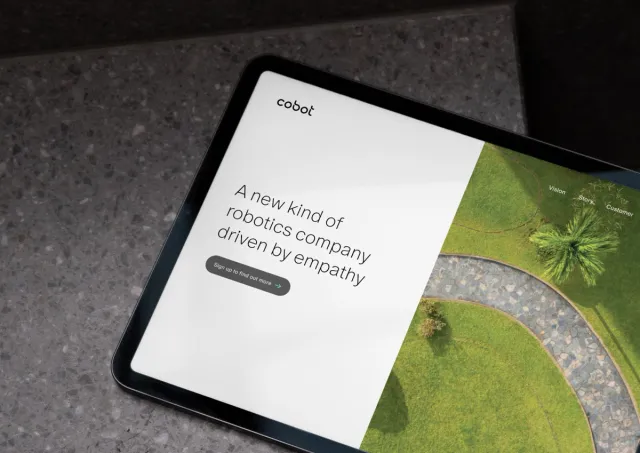 cobot
Vision Story Customer
A new kind of
robotics company
driven by empathy
Sign up to find out more →